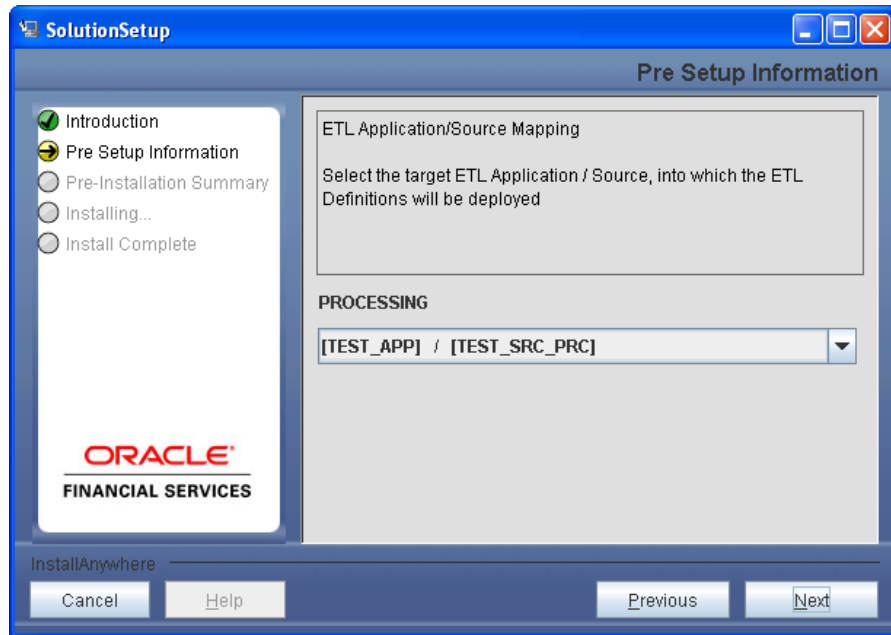 SolutionSetup
Pre Setup Information
Introduction
Pre Setup Information
Pre-Installation Summary
Installing...
Install Complete
ORACLE
FINANCIAL SERVICES
ETL Application/Source Mapping
Select the target ETL Application / Source, into which the ETL
Definitions will be deployed
PROCESSING
[TEST_APP] / [TEST_SRC_PRC]
InstallAnywhere
Cancel
Help
Previous
Next